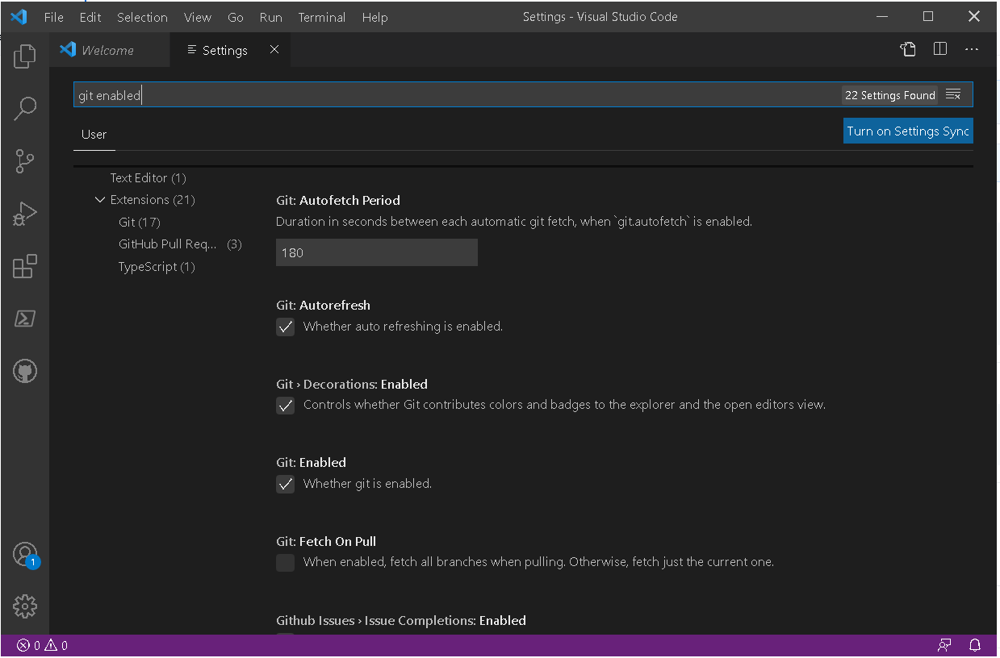 File Edit Selection View Go Run Terminal Help Settings - Visual Studio Code
Welcome Settings
git enabled 22 Settings Found
User Turn on Settings Sync
Text Editor (1)
Extensions (21)
Git (17)
GitHub Pull Req... (3)
TypeScript (1)
Git: Autofetch Period
Duration in seconds between each automatic git fetch, when `git.autofetch` is enabled.
180
Git: Autorefresh
Whether auto refreshing is enabled.
Git › Decorations: Enabled
Controls whether Git contributes colors and badges to the explorer and the open editors view.
Git: Enabled
Whether git is enabled.
Git: Fetch On Pull
When enabled, fetch all branches when pulling. Otherwise, fetch just the current one.
Github Issues › Issue Completions: Enabled
1
0 0